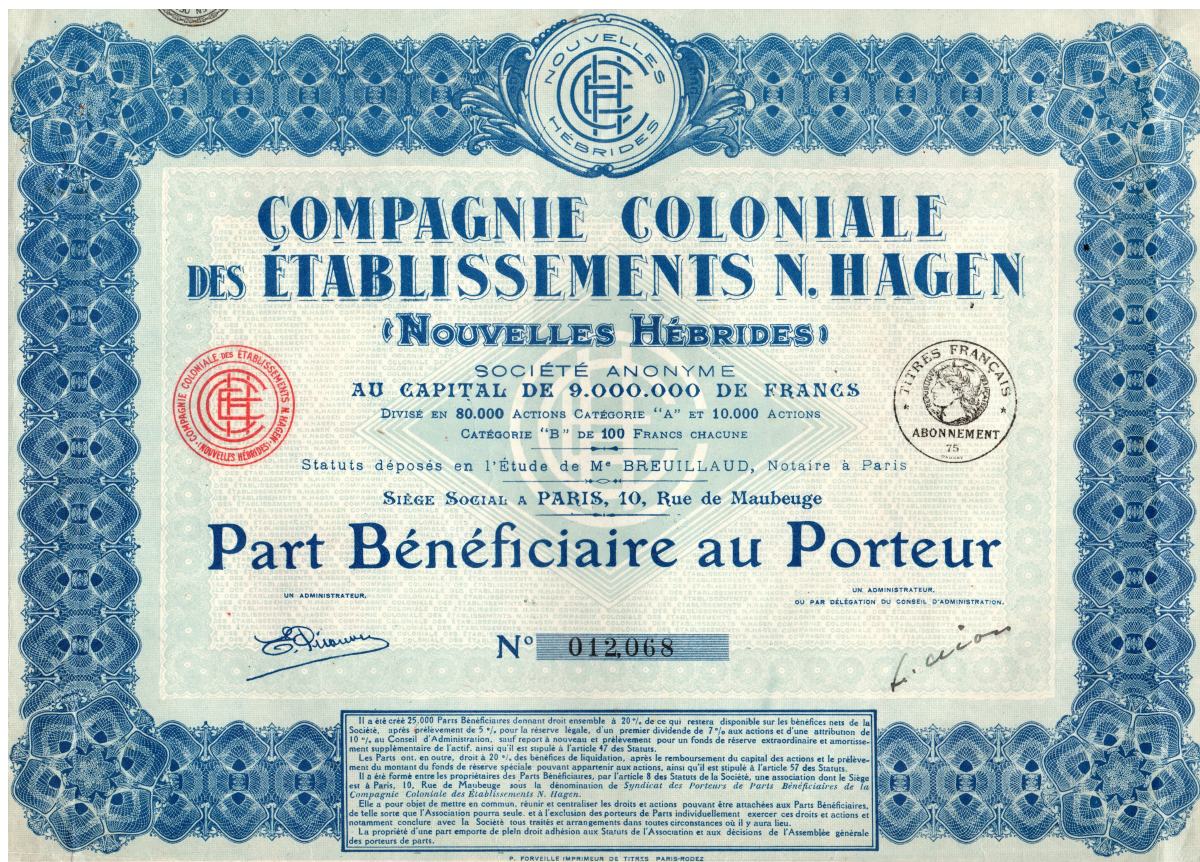 NOUVELLES
HÉBRIDES
COMPAGNIE COLONIALE
DES ÉTABLISSEMENTS N. HAGEN
(NOUVELLES HÉBRIDES)
SOCIÉTÉ ANONYME
AU CAPITAL DE 9.000.000 DE FRANCS
DIVISÉ EN 80.000 ACTIONS CATÉGORIE "A" ET 10.000 ACTIONS
CATÉGORIE "B" DE 100 FRANCS CHACUNE
Statuts déposés en l'Étude de Me BREUILLAUD, Notaire à Paris
SIÈGE SOCIAL A PARIS, 10, Rue de Maubeuge
COMPAGNIE COLONIALE DES ÉTABLISSEMENTS N. HAGEN
(NOUVELLES HÉBRIDES)
TITRES FRANÇAIS
ABONNEMENT
75
Part Bénéficiaire au Porteur
UN ADMINISTRATEUR.
UN ADMINISTRATEUR,
OU PAR DÉLÉGATION DU CONSEIL D'ADMINISTRATION.
No 012,068
Il a été créé 25.000 Parts Bénéficiaires donnant droit ensemble à 20 %, de ce qui restera disponible sur les bénéfices nets de la
Société, après prélèvement de 5 %, pour la réserve légale, d'un premier dividende de 7 % aux actions et d'une attribution de
10 %, au Conseil d'Administration, sauf report à nouveau et prélèvement pour un fonds de réserve extraordinaire et amortisse-
ment supplémentaire de l'actif, ainsi qu'il est stipulé à l'article 47 des Statuts.
Les Parts ont, en outre, droit à 20 %, des bénéfices de liquidation, après le remboursement du capital des actions et le prélève-
ment du montant du fonds de réserve spéciale pouvant appartenir aux actions, ainsi qu'il est stipulé à l'article 57 des Statuts.
Il a été formé entre les propriétaires des Parts Bénéficiaires, par l'article 8 des Statuts de la Société, une association dont le Siège
est à Paris, 10, Rue de Maubeuge sous la dénomination de Syndicat des Porteurs de Parts Bénéficiaires de la
Compagnie Coloniale des Établissements N. Hagen.
Elle a pour objet de mettre en commun, réunir et centraliser les droits et actions pouvant être attachées aux Parts Bénéficiaires,
de telle sorte que l'Association pourra seule, et à l'exclusion des porteurs de Parts individuellement exercer ces droits et actions et
notamment conclure avec la Société tous traités et arrangements dans toutes circonstances où il y aura lieu.
La propriété d'une part emporte de plein droit adhésion aux Statuts de l'Association et aux décisions de l'Assemblée générale
des porteurs de parts.
P. FORVEILLE IMPRIMEUR DE TITRES PARIS-RODEZ